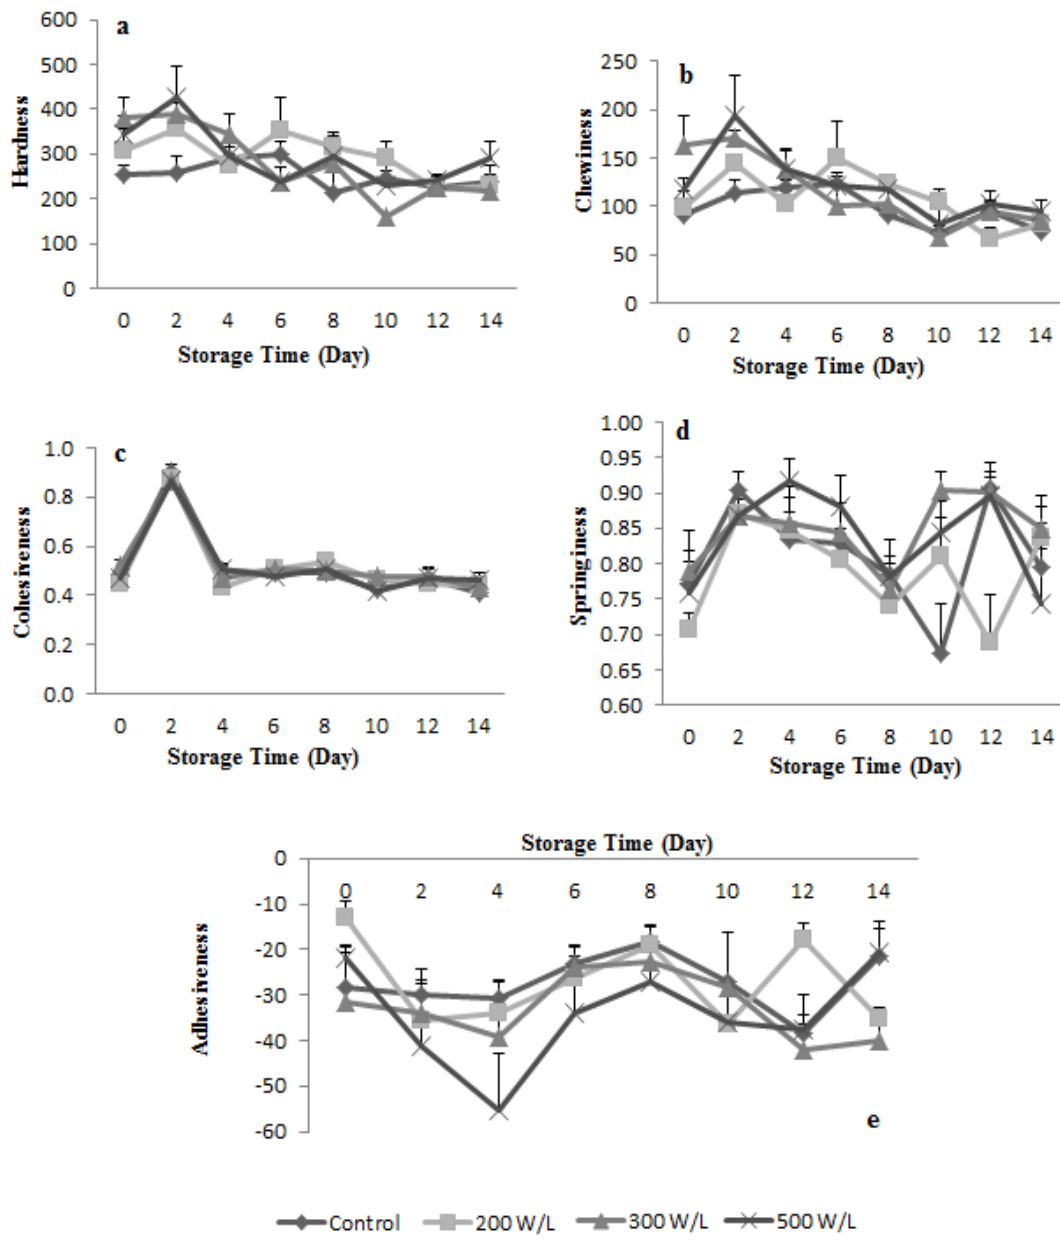 a
600
500
400
300
200
100
0
Hardness
0 2 4 6 8 10 12 14
Storage Time (Day)
b
250
200
150
100
50
0
Chewiness
0 2 4 6 8 10 12 14
Storage Time (Day)
c
1.0
0.8
0.6
0.4
0.2
0.0
Cohesiveness
0 2 4 6 8 10 12 14
Storage Time (Day)
d
1.00
0.95
0.90
0.85
0.80
0.75
0.70
0.65
0.60
Springiness
0 2 4 6 8 10 12 14
Storage Time (Day)
Storage Time (Day)
0 2 4 6 8 10 12 14
0
-10
-20
-30
-40
-50
-60
Adhesiveness
e
Control 200 W/L 300 W/L 500 W/L